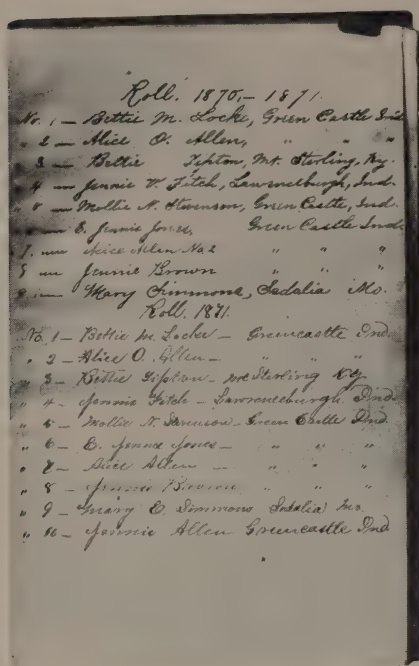 "Roll." 1870,—1871.
No. 1 — Bettie M. Locke, Green Castle Ind
" 2 — Alice O. Allen, " " "
" 3 — Bettie Tipton, Mt. Sterling, Ky.
" 4 — Jennie V. Fitch, Lawrenceburgh, Ind.
" 5 — Mollie N. Stevenson, Green Castle, Ind.
" 6 — E. Jennie Jones, Green Castle Ind.
7. — Alice Allen No. 2 " " "
8 — Jennie Brown " " "
9 — Mary Simmons, Sedalia Mo.
Roll. 1871.
No. 1 — Bettie M. Locke — Greencastle Ind.
" 2 — Alice O. Allen — " " "
" 3 — Bettie Tipton — Mt Sterling Ky
" 4 — Jennie Fitch — Lawrenceburgh Ind.
" 5 — Mollie N. Stevenson — Green Castle Ind
" 6 — E. Jennie Jones — " " "
" 7 — Alice Allen — " " "
" 8 — Jennie Brown " " "
" 9 — Mary E. Simmons Sedalia Mo.
" 10 — Jennie Allen Greencastle Ind